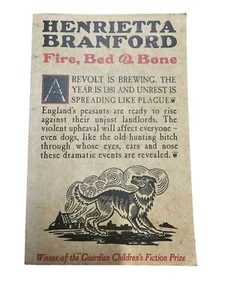 HENRIETTA
BRANFORD
Fire, Bed & Bone
A REVOLT IS BREWING. THE
YEAR IS 1381 AND UNREST IS
SPREADING LIKE PLAGUE
England's peasants are ready to rise
against their unjust landlords. The
violent upheaval will affect everyone –
even dogs, like the old hunting bitch
through whose eyes, ears and nose
these dramatic events are revealed.
Winner of the Guardian Children's Fiction Prize